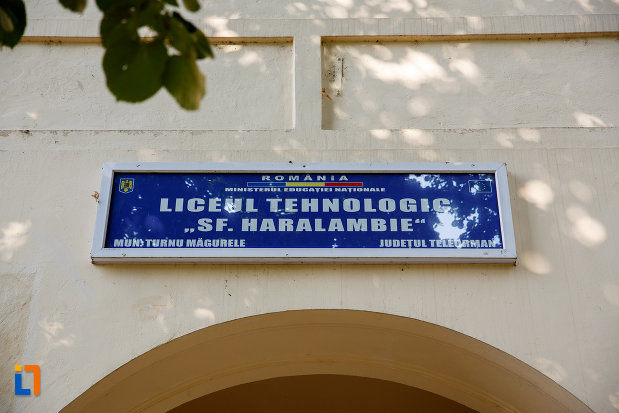 ROMÂNIA
MINISTERUL EDUCAȚIEI NAȚIONALE
LICEUL TEHNOLOGIC
„SF. HARALAMBIE“
MUN. TURNU MĂGURELE JUDEȚUL TELEORMAN